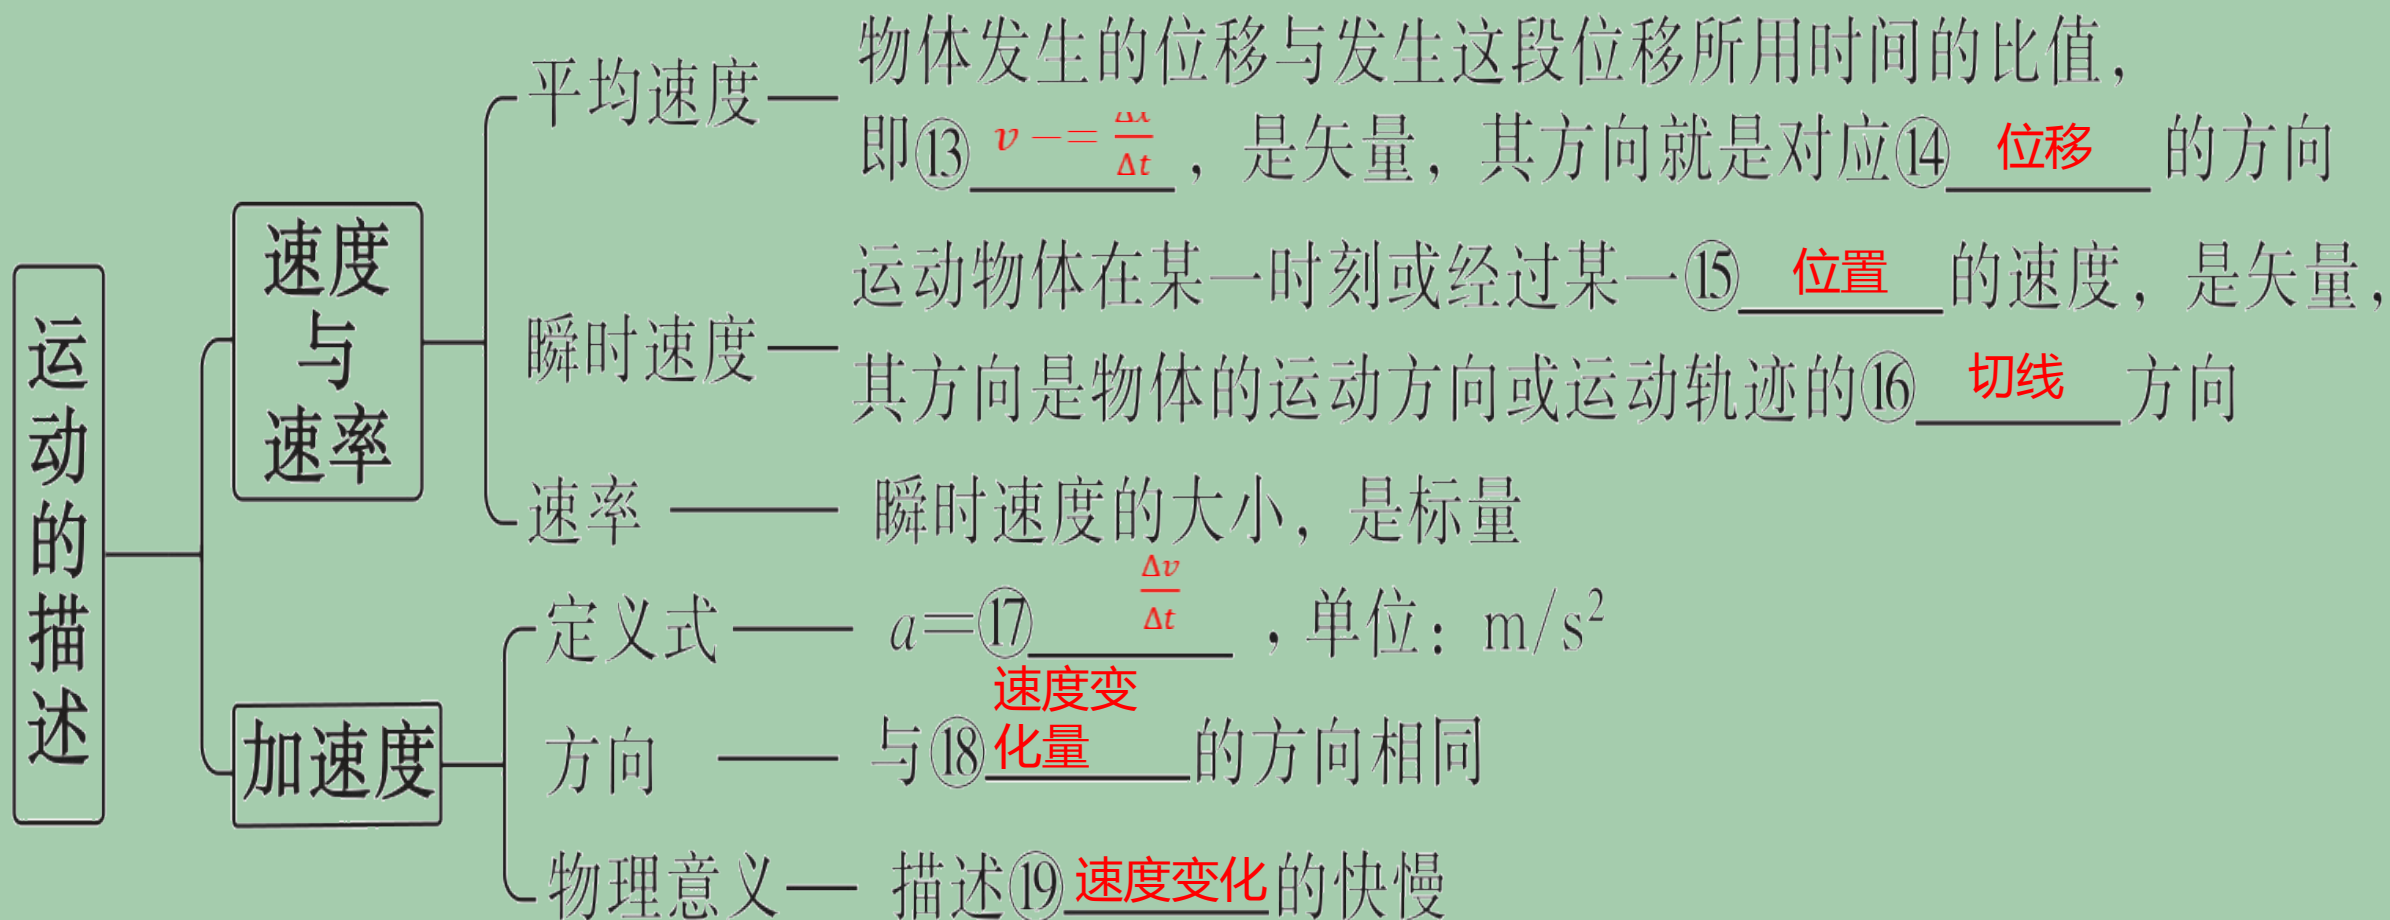 运动的描述
速度
与
速率
平均速度
物体发生的位移与发生这段位移所用时间的比值，
即⑬ v −= Δx/Δt ，是矢量，其方向就是对应⑭ 位移 的方向
瞬时速度
运动物体在某一时刻或经过某一⑮ 位置 的速度，是矢量，
其方向是物体的运动方向或运动轨迹的⑯ 切线 方向
速率
瞬时速度的大小，是标量
加速度
定义式
a=⑰ Δv/Δt ，单位：m/s²
方向
与⑱ 速度变
化量 的方向相同
物理意义
描述⑲ 速度变化 的快慢